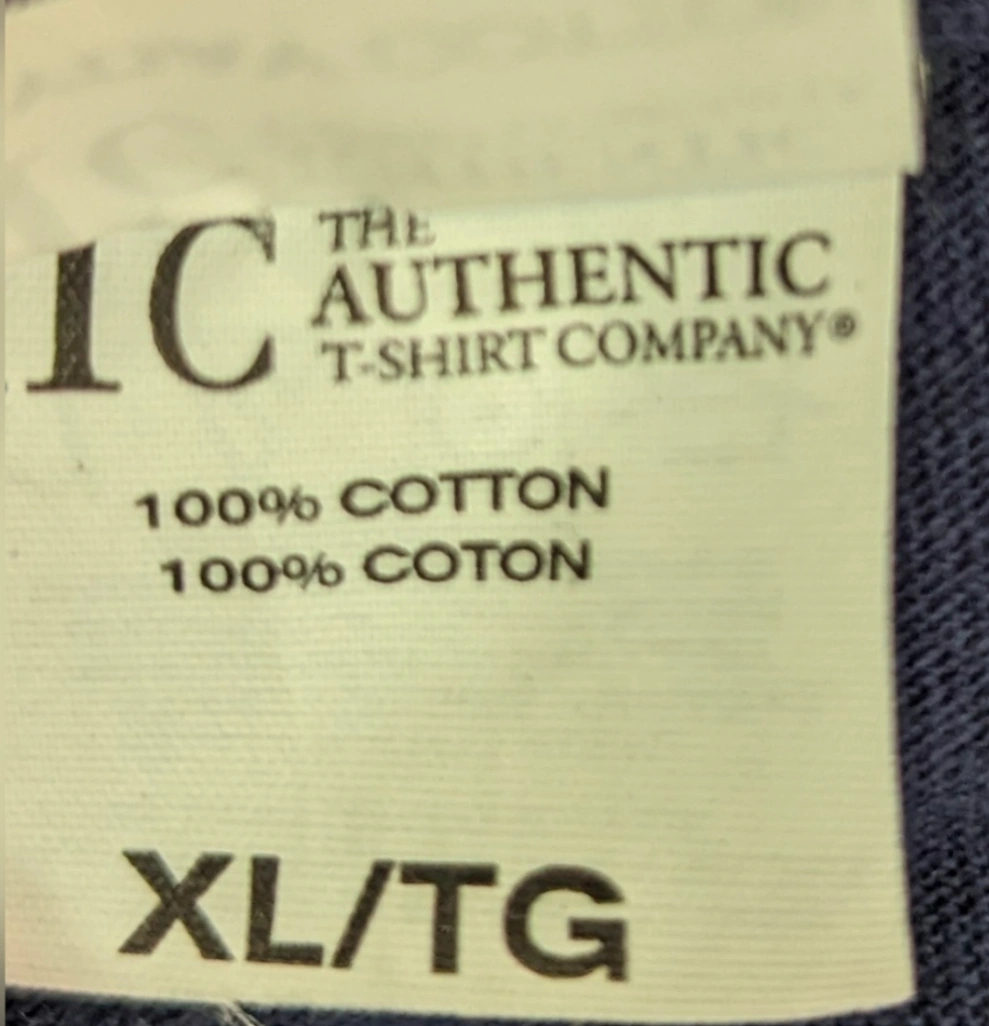 TC
THE
AUTHENTIC
T-SHIRT COMPANY®
100% COTTON
100% COTON
XL/TG